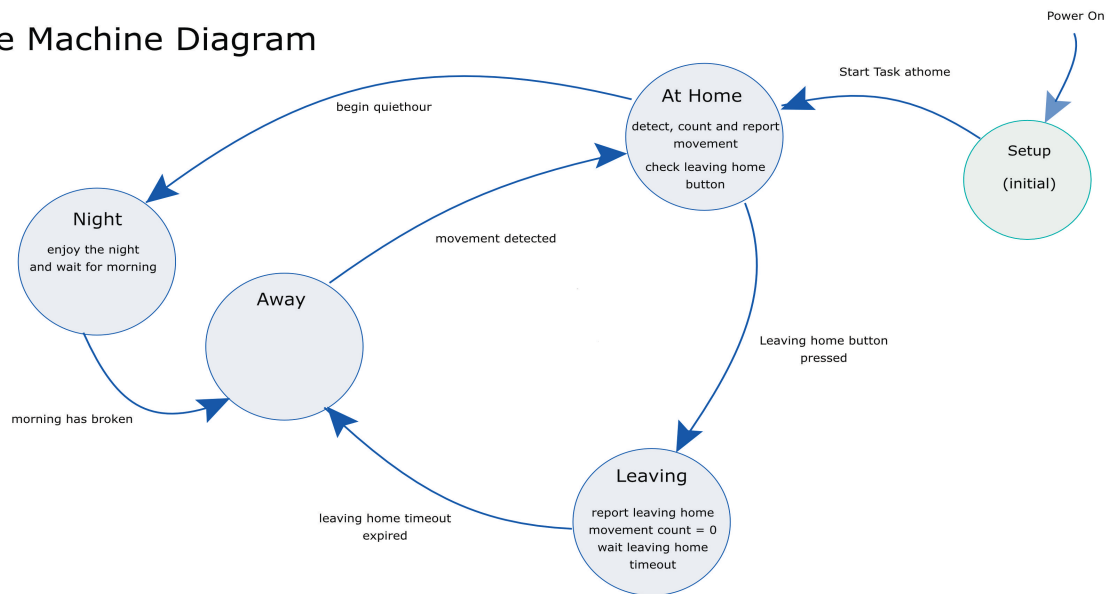 e Machine Diagram
Power On
Start Task athome
At Home
detect, count and report
movement
check leaving home
button
Setup
(initial)
begin quiethour
Night
enjoy the night
and wait for morning
movement detected
Away
Leaving home button
pressed
morning has broken
Leaving
report leaving home
movement count = 0
wait leaving home
timeout
leaving home timeout
expired